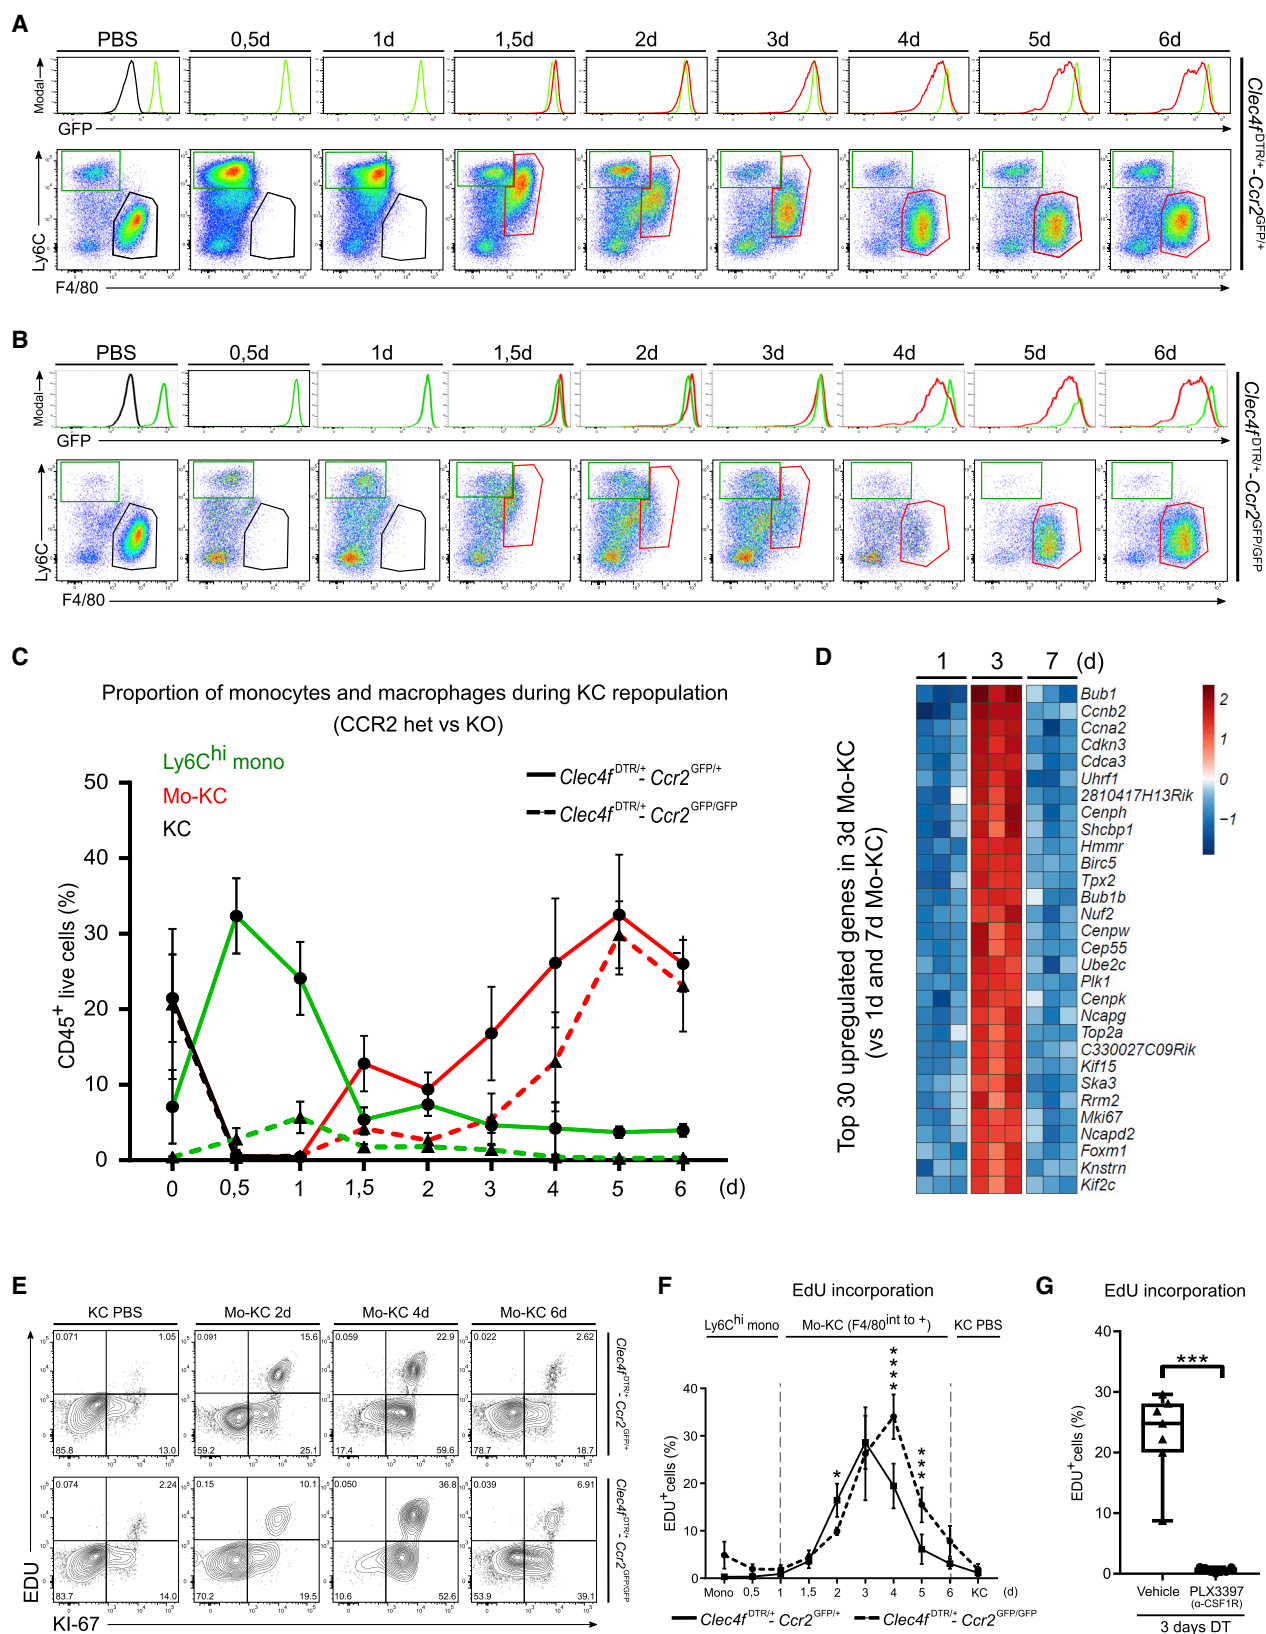 A
PBS 0,5d 1d 1,5d 2d 3d 4d 5d 6d
Modal
GFP
Ly6C
F4/80
Clec4f DTR/+-Ccr2 GFP/+
B
PBS 0,5d 1d 1,5d 2d 3d 4d 5d 6d
Modal
GFP
Ly6C
F4/80
Clec4f DTR/+-Ccr2 GFP/GFP
C
Proportion of monocytes and macrophages during KC repopulation
(CCR2 het vs KO)
Ly6C hi mono
Mo-KC
KC
Clec4f DTR/+- Ccr2 GFP/+
Clec4f DTR/+- Ccr2 GFP/GFP
CD45+ live cells (%)
50
40
30
20
10
0
0 0,5 1 1,5 2 3 4 5 6 (d)
D
1 3 7 (d)
Top 30 upregulated genes in 3d Mo-KC
(vs 1d and 7d Mo-KC)
Bub1
Ccnb2
Ccna2
Cdkn3
Cdca3
Uhrf1
2810417H13Rik
Cenph
Shcbp1
Hmmr
Birc5
Tpx2
Bub1b
Nuf2
Cenpw
Cep55
Ube2c
Plk1
Cenpk
Ncapg
Top2a
C330027C09Rik
Kif15
Ska3
Rrm2
Mki67
Ncapd2
Foxm1
Knstrn
Kif2c
2
1
0
−1
E
KC PBS Mo-KC 2d Mo-KC 4d Mo-KC 6d
0.071 1.05 0.091 15.6 0.059 22.9 0.022 2.62
85.8 13.0 59.2 25.1 17.4 59.6 78.7 18.7
Clec4f DTR/+- Ccr2 GFP/+
0.074 2.24 0.15 10.1 0.050 36.8 0.039 6.91
83.7 14.0 70.2 19.5 10.6 52.6 53.9 39.1
Clec4f DTR/+- Ccr2 GFP/GFP
EDU
KI-67
F
EdU incorporation
Ly6C hi mono Mo-KC (F4/80 int to +) KC PBS
EDU+cells (%)
40
30
20
10
0
* **** ***
Mono 0,5 1 1,5 2 3 4 5 6 KC (d)
Clec4f DTR/+- Ccr2 GFP/+ Clec4f DTR/+- Ccr2 GFP/GFP
G
EdU incorporation
EDU+cells (%)
40
30
20
10
0
***
Vehicle PLX3397
(α-CSF1R)
3 days DT